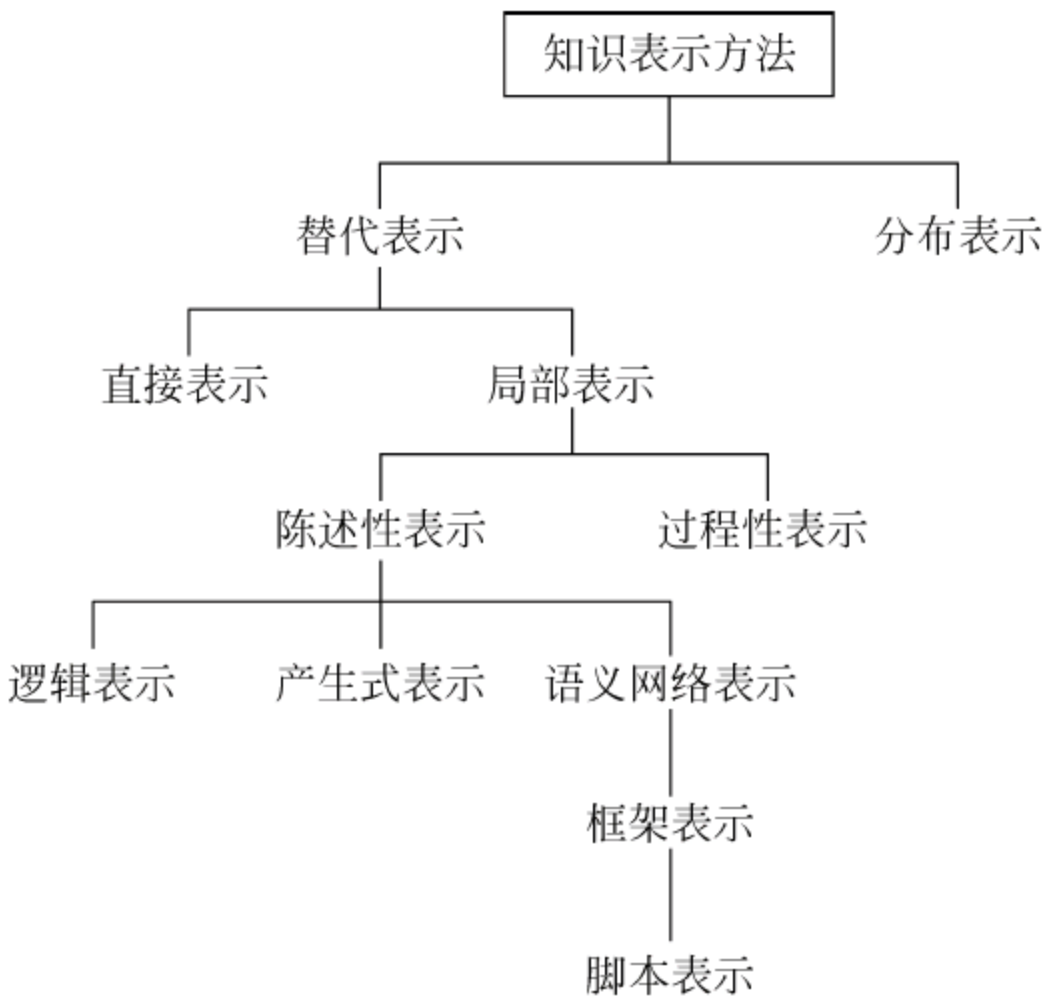 知识表示方法
替代表示
分布表示
直接表示
局部表示
陈述性表示
过程性表示
逻辑表示
产生式表示
语义网络表示
框架表示
脚本表示